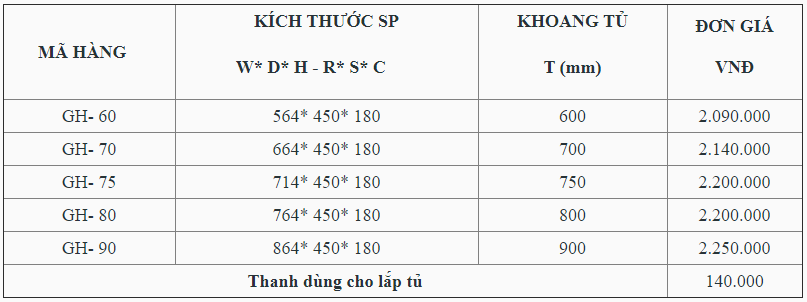 MÃ HÀNG
KÍCH THƯỚC SP
W* D* H - R* S* C
KHOANG TỦ
T (mm)
ĐƠN GIÁ
VNĐ
GH- 60 564* 450* 180 600 2.090.000
GH- 70 664* 450* 180 700 2.140.000
GH- 75 714* 450* 180 750 2.200.000
GH- 80 764* 450* 180 800 2.200.000
GH- 90 864* 450* 180 900 2.250.000
Thanh dùng cho lắp tủ 140.000